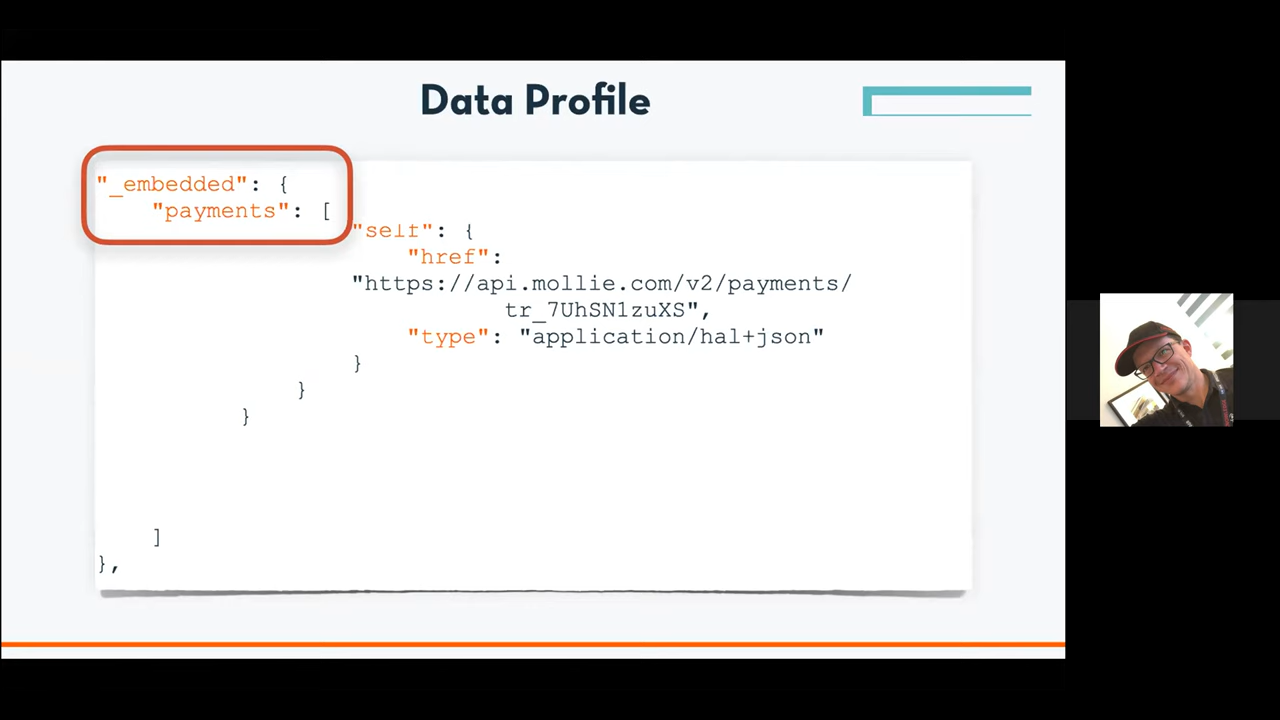 Data Profile
"_embedded": {
"payments": [
"self": {
"href":
"https://api.mollie.com/v2/payments/
tr_7UhSN1zuXS",
"type": "application/hal+json"
}
}
}
]
},